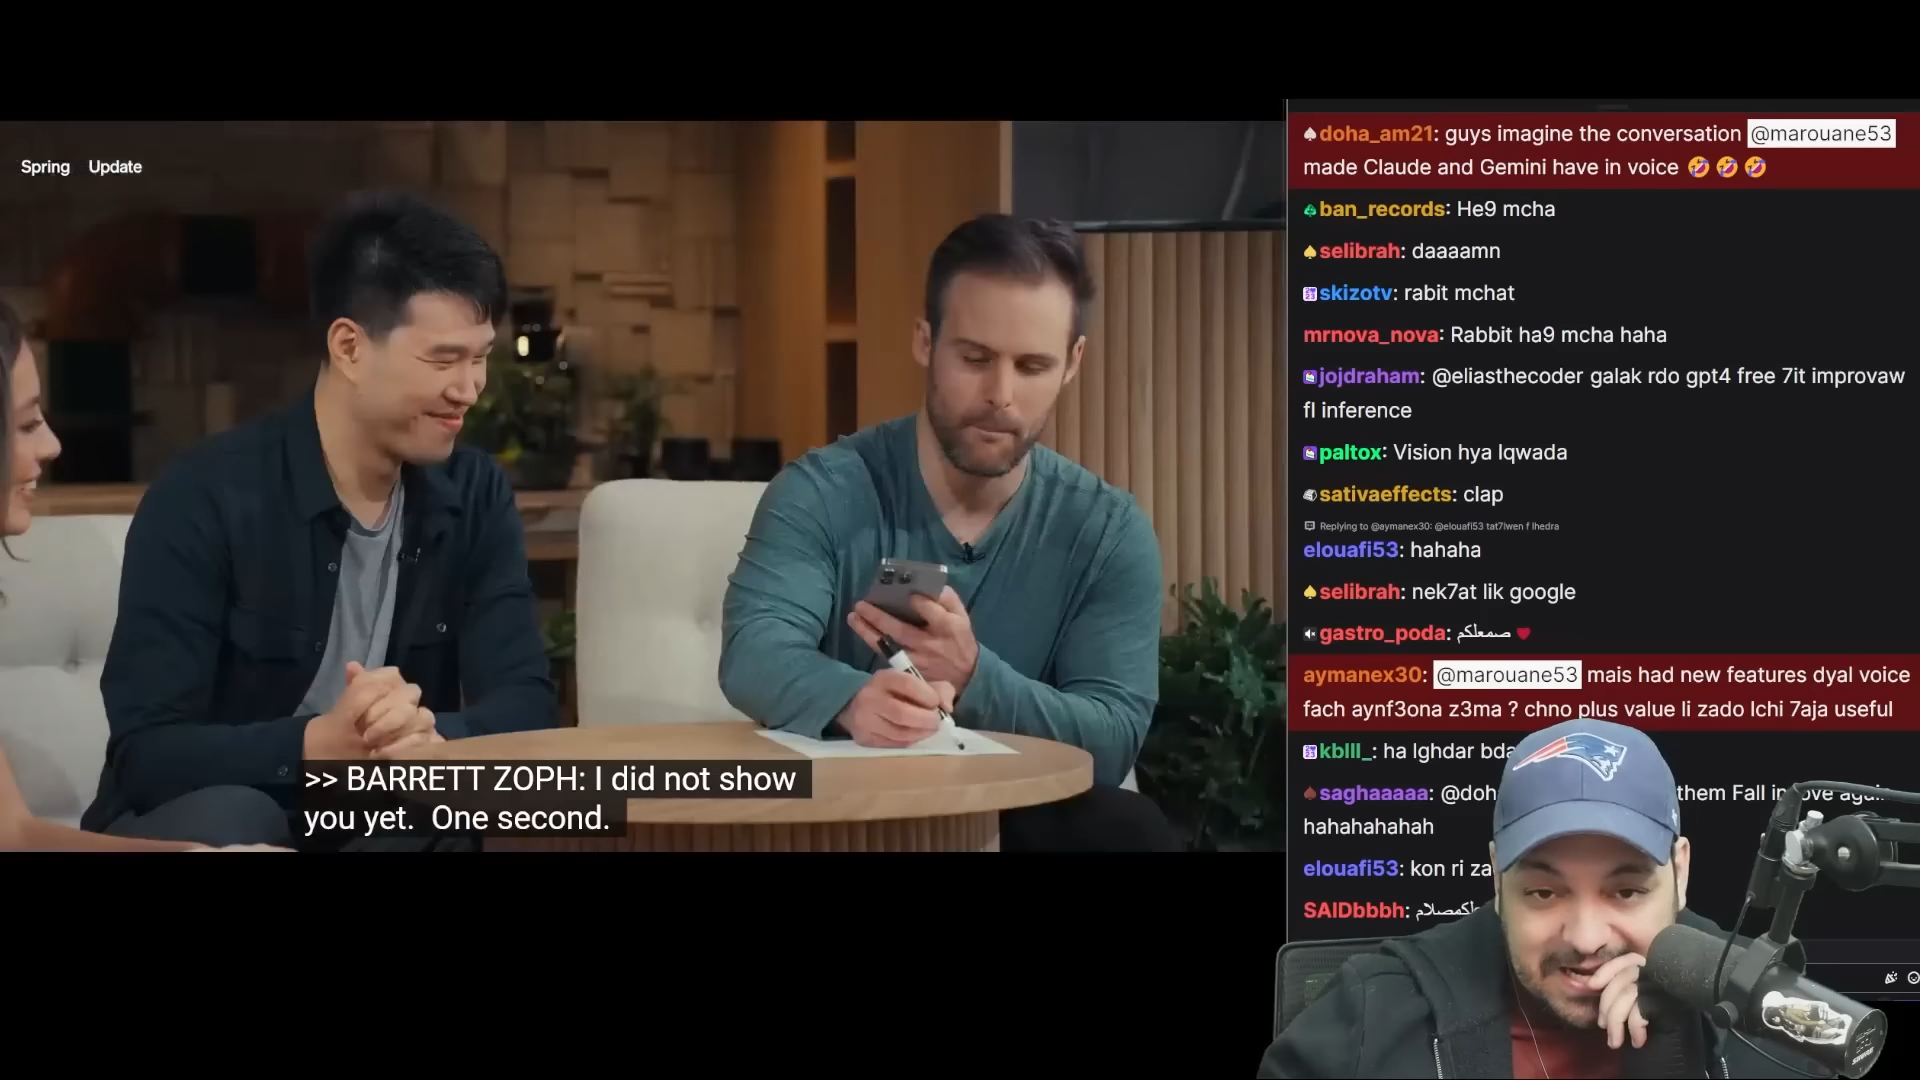 Spring Update
>> BARRETT ZOPH: I did not show
you yet. One second.
doha_am21: guys imagine the conversation @marouane53
made Claude and Gemini have in voice 🤣 🤣 🤣
ban_records: He9 mcha
selibrah: daaaamn
skizotv: rabit mchat
mrnova_nova: Rabbit ha9 mcha haha
jojdraham: @eliasthecoder galak rdo gpt4 free 7it improvaw
fl inference
paltox: Vision hya lqwada
sativaeffects: clap
Replying to @aymanex30: @elouafi53 tat7lwen f lhedra
elouafi53: hahaha
selibrah: nek7at lik google
gastro_poda: صمعلكم ♥
aymanex30: @marouane53 mais had new features dyal voice
fach aynf3ona z3ma ? chno plus value li zado lchi 7aja useful
kblll_: ha lghdar bda
saghaaaaa: @doh them Fall in
hahahahahah
elouafi53: kon ri za
SAIDbbbh:
SHURE